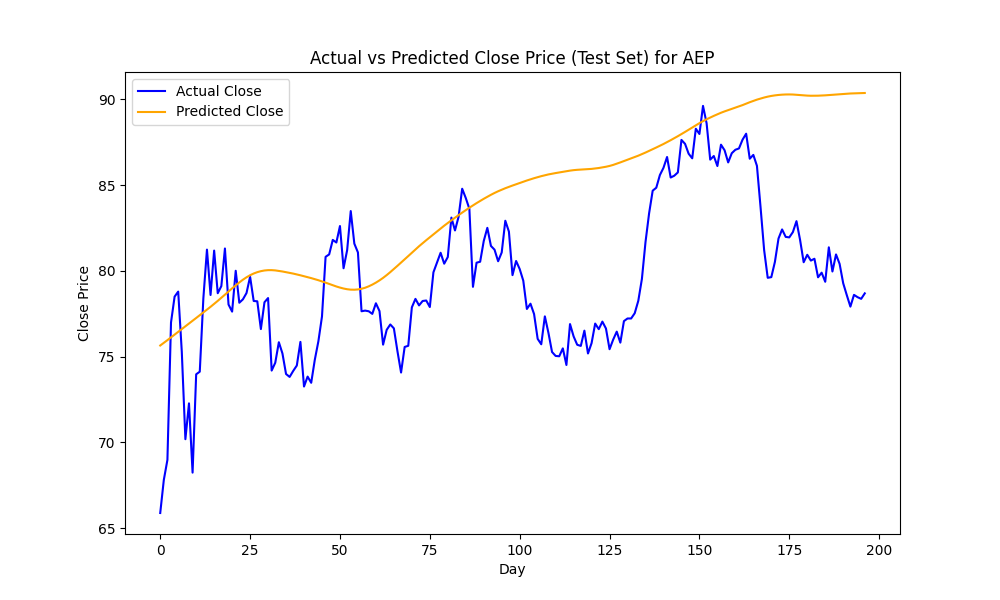 Actual vs Predicted Close Price (Test Set) for AEP
Actual Close
Predicted Close
Close Price
90
85
80
75
70
65
0 25 50 75 100 125 150 175 200
Day